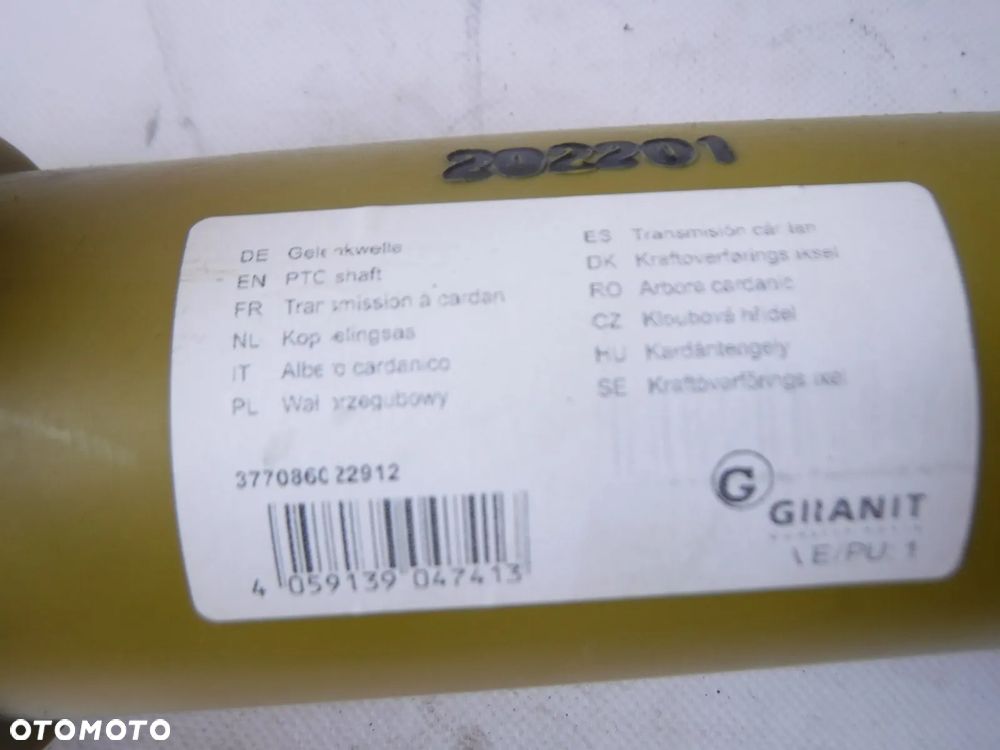 202201
DE Gelenkwelle
EN PTO shaft
FR Transmission à cardan
NL Koppelingsas
IT Albero cardanico
PL Wał przegubowy
ES Transmisión cardan
DK Kraftoverførings aksel
RO Arbore cardanic
CZ Kloubová hřídel
HU Kardántengely
SE Kraftöverförings axel
377086022912
4 059139 047413
G
GRANIT
VE/PU: 1
OTOMOTO